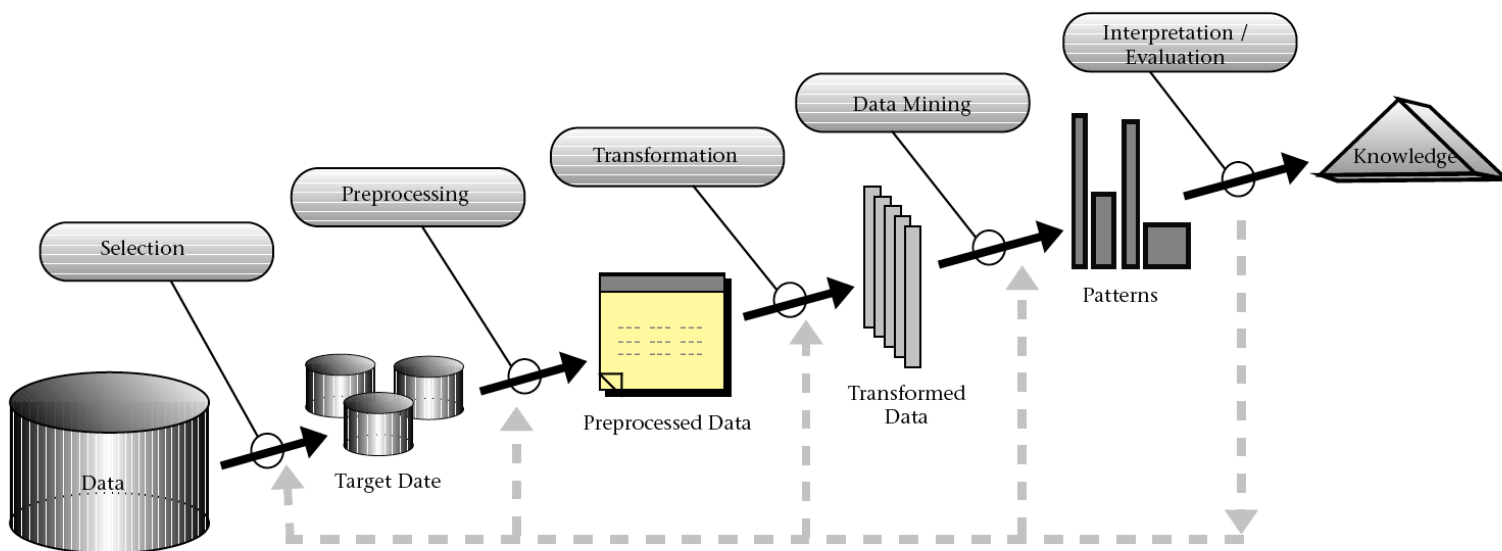 Interpretation /
Evaluation
Data Mining
Transformation
Preprocessing
Selection
Knowledge
Patterns
Transformed
Data
Preprocessed Data
Target Date
Data